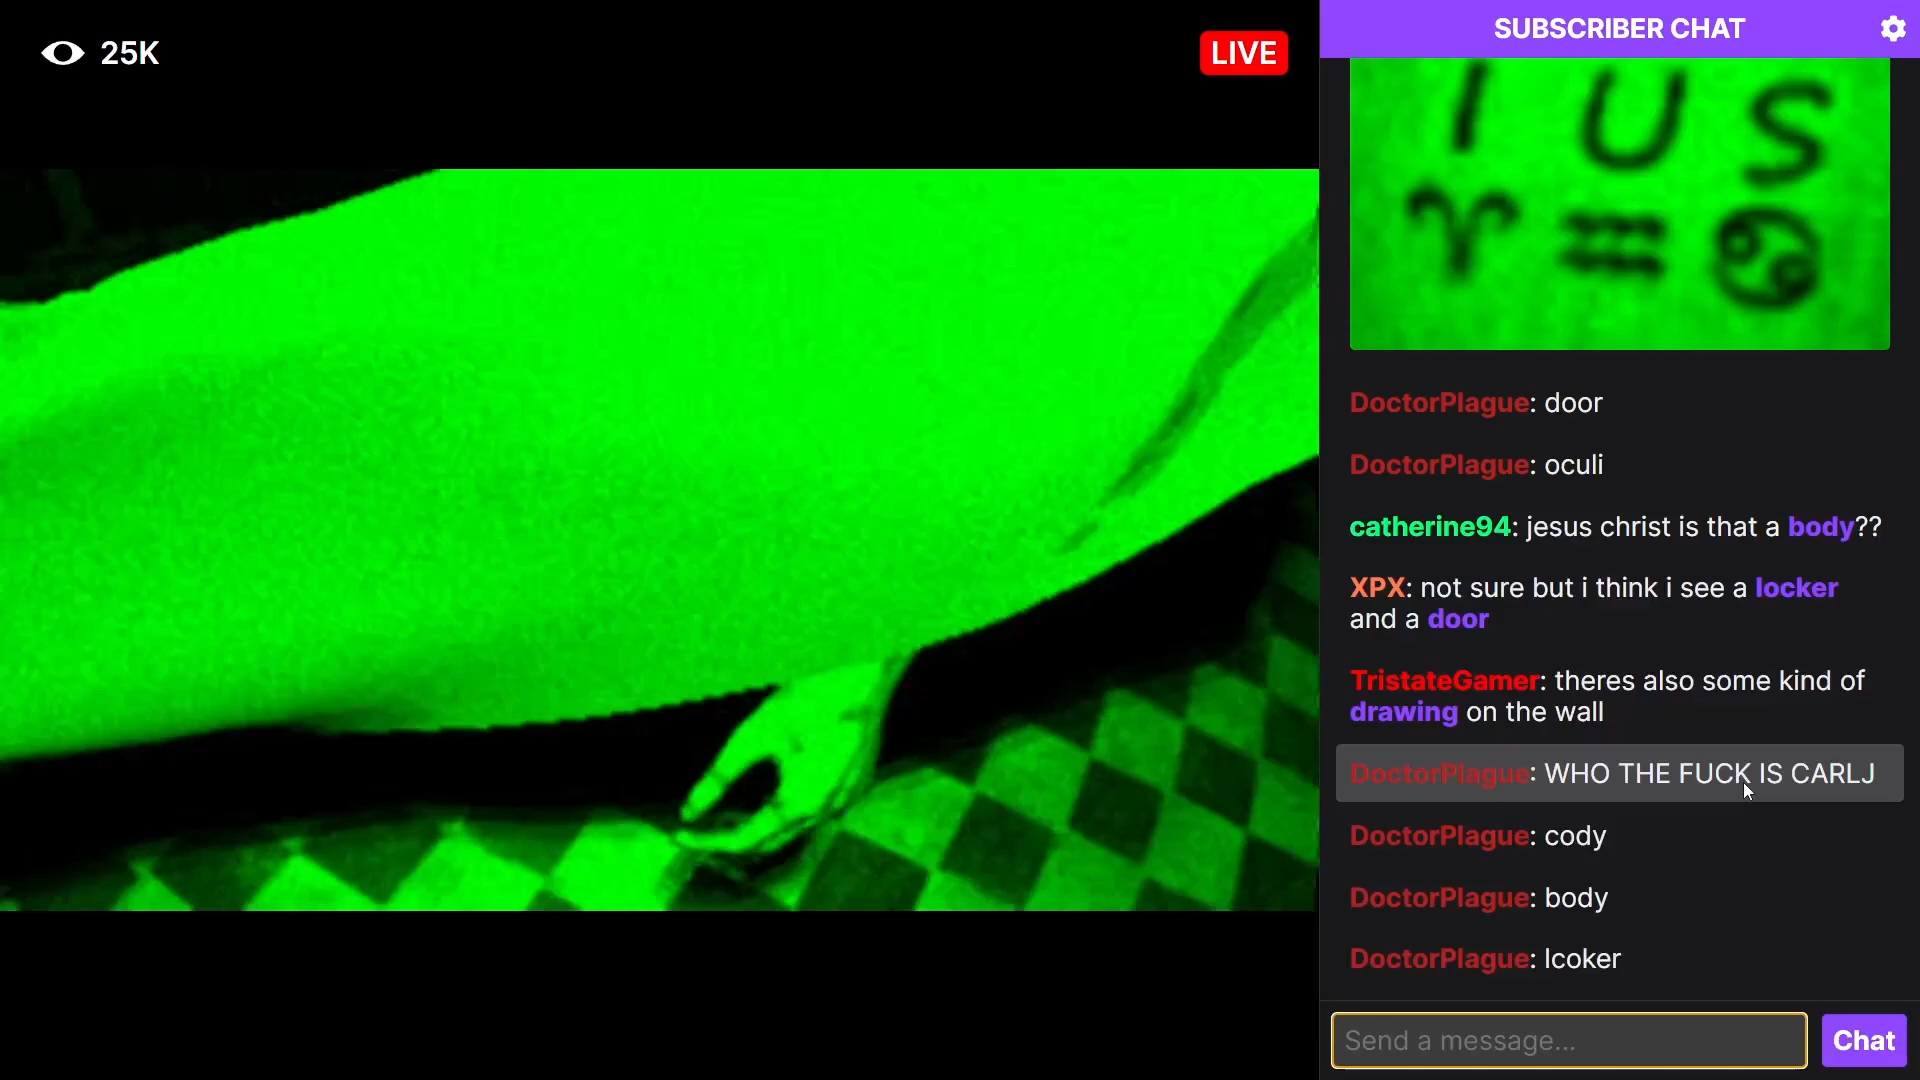 25K
LIVE
SUBSCRIBER CHAT
I U S
♈ ♒ ♋
DoctorPlague: door
DoctorPlague: oculi
catherine94: jesus christ is that a body??
XPX: not sure but i think i see a locker
and a door
TristateGamer: theres also some kind of
drawing on the wall
DoctorPlague: WHO THE FUCK IS CARLJ
DoctorPlague: cody
DoctorPlague: body
DoctorPlague: lcoker
Send a message...
Chat